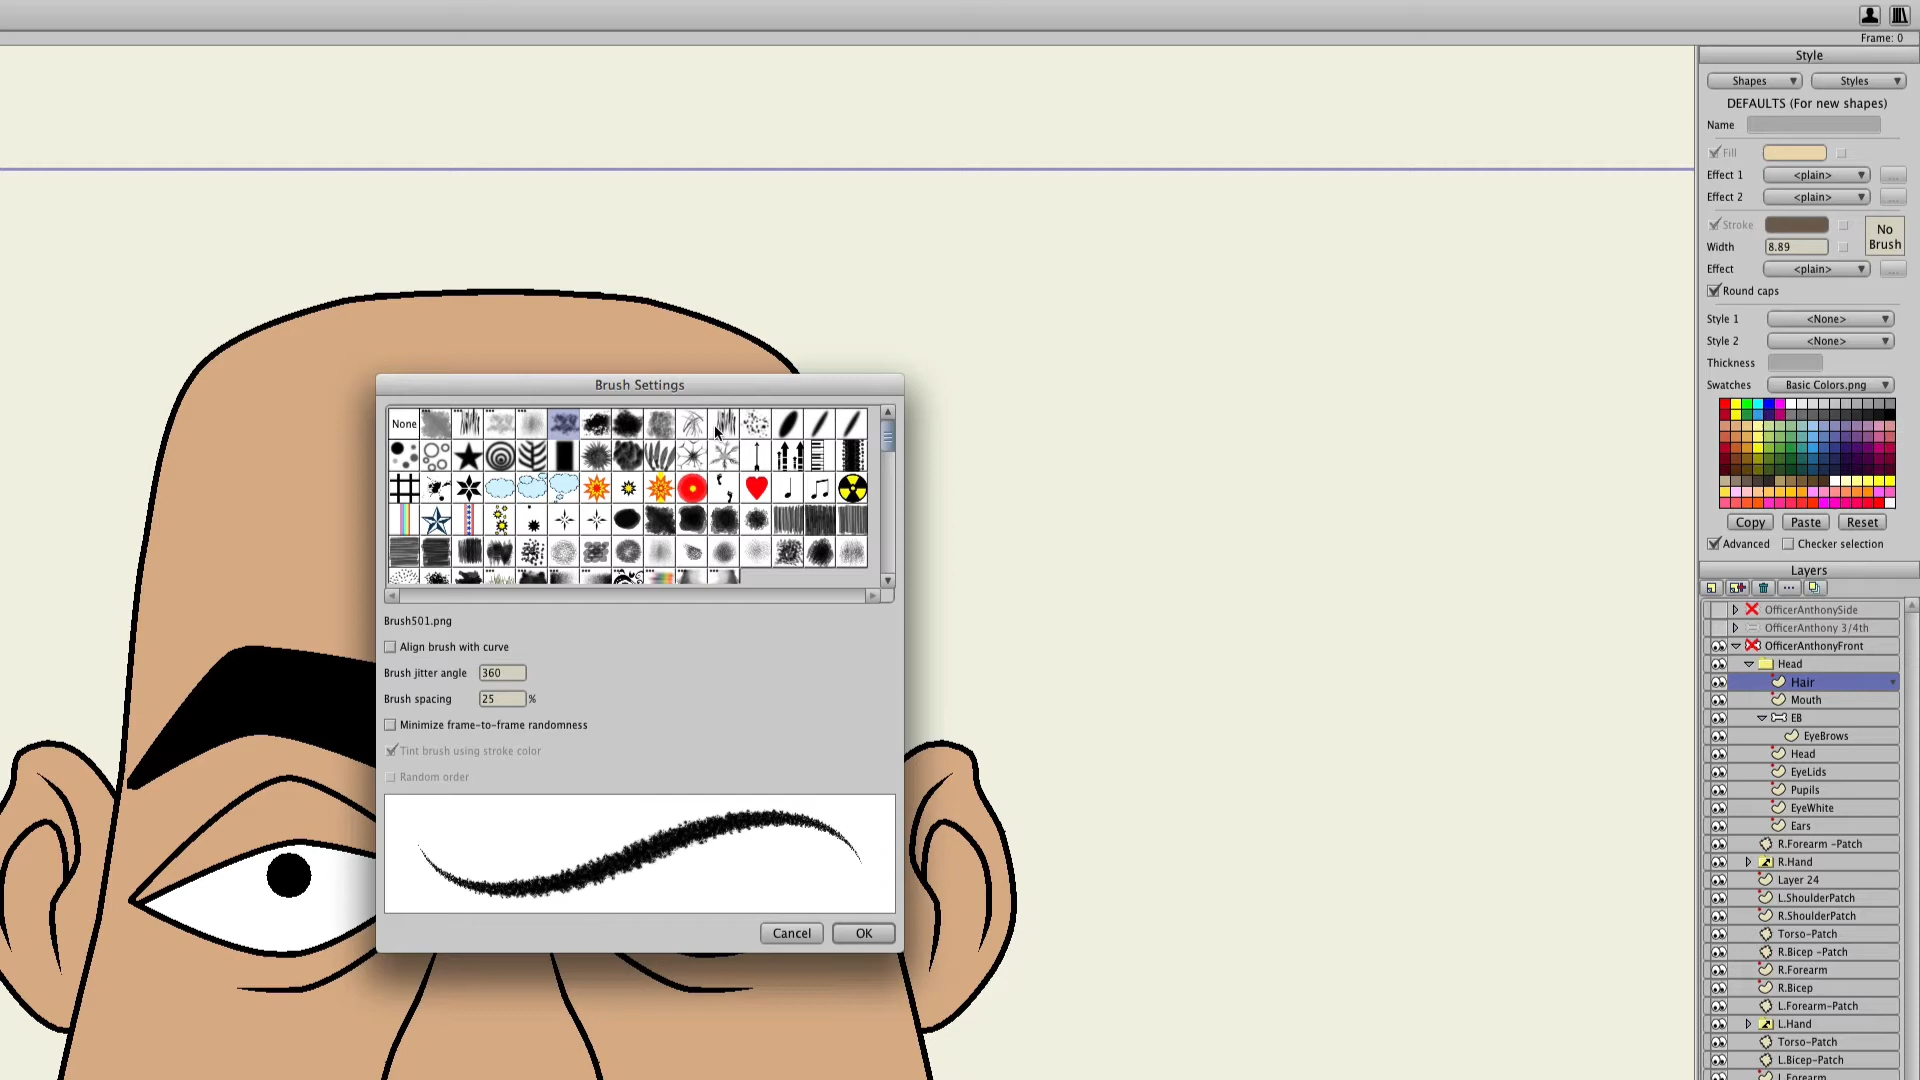 Frame: 0
Style
Shapes
Styles
DEFAULTS (For new shapes)
Name
Fill
Effect 1
<plain>
...
Effect 2
<plain>
...
Stroke
No
Brush
Width
8.89
Effect
<plain>
...
Round caps
Style 1
<None>
Style 2
<None>
Thickness
Swatches
Basic Colors.png
Copy
Paste
Reset
Advanced
Checker selection
Layers
OfficerAnthonySide
OfficerAnthony 3/4th
OfficerAnthonyFront
Head
Hair
Mouth
EB
EyeBrows
Head
EyeLids
Pupils
EyeWhite
Ears
R.Forearm -Patch
R.Hand
Layer 24
L.ShoulderPatch
R.ShoulderPatch
Torso-Patch
R.Bicep -Patch
R.Forearm
R.Bicep
L.Forearm-Patch
L.Hand
Torso-Patch
L.Bicep-Patch
L.Forearm
Brush Settings
None
Brush501.png
Align brush with curve
Brush jitter angle
360
Brush spacing
25
%
Minimize frame-to-frame randomness
Tint brush using stroke color
Random order
Cancel
OK